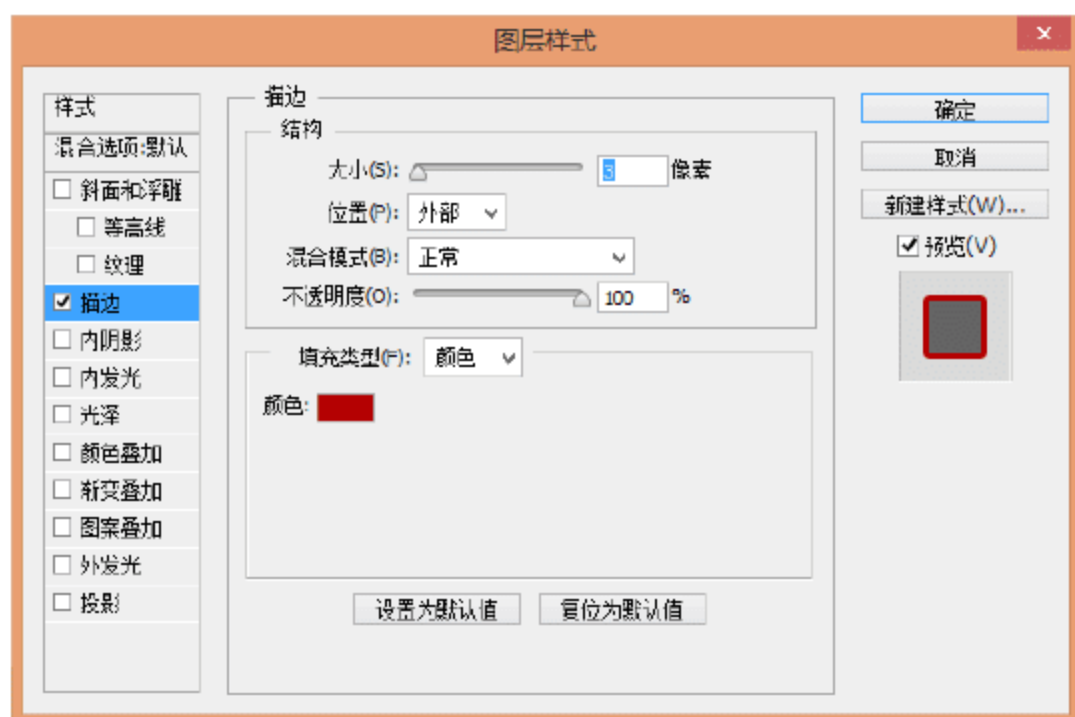 图层样式
样式
混合选项:默认
斜面和浮雕
等高线
纹理
描边
内阴影
内发光
光泽
颜色叠加
渐变叠加
图案叠加
外发光
投影
描边
结构
大小(S): 3 像素
位置(P): 外部
混合模式(B): 正常
不透明度(O): 100 %
填充类型(F): 颜色
颜色:
设置为默认值 复位为默认值
确定
取消
新建样式(W)...
预览(V)